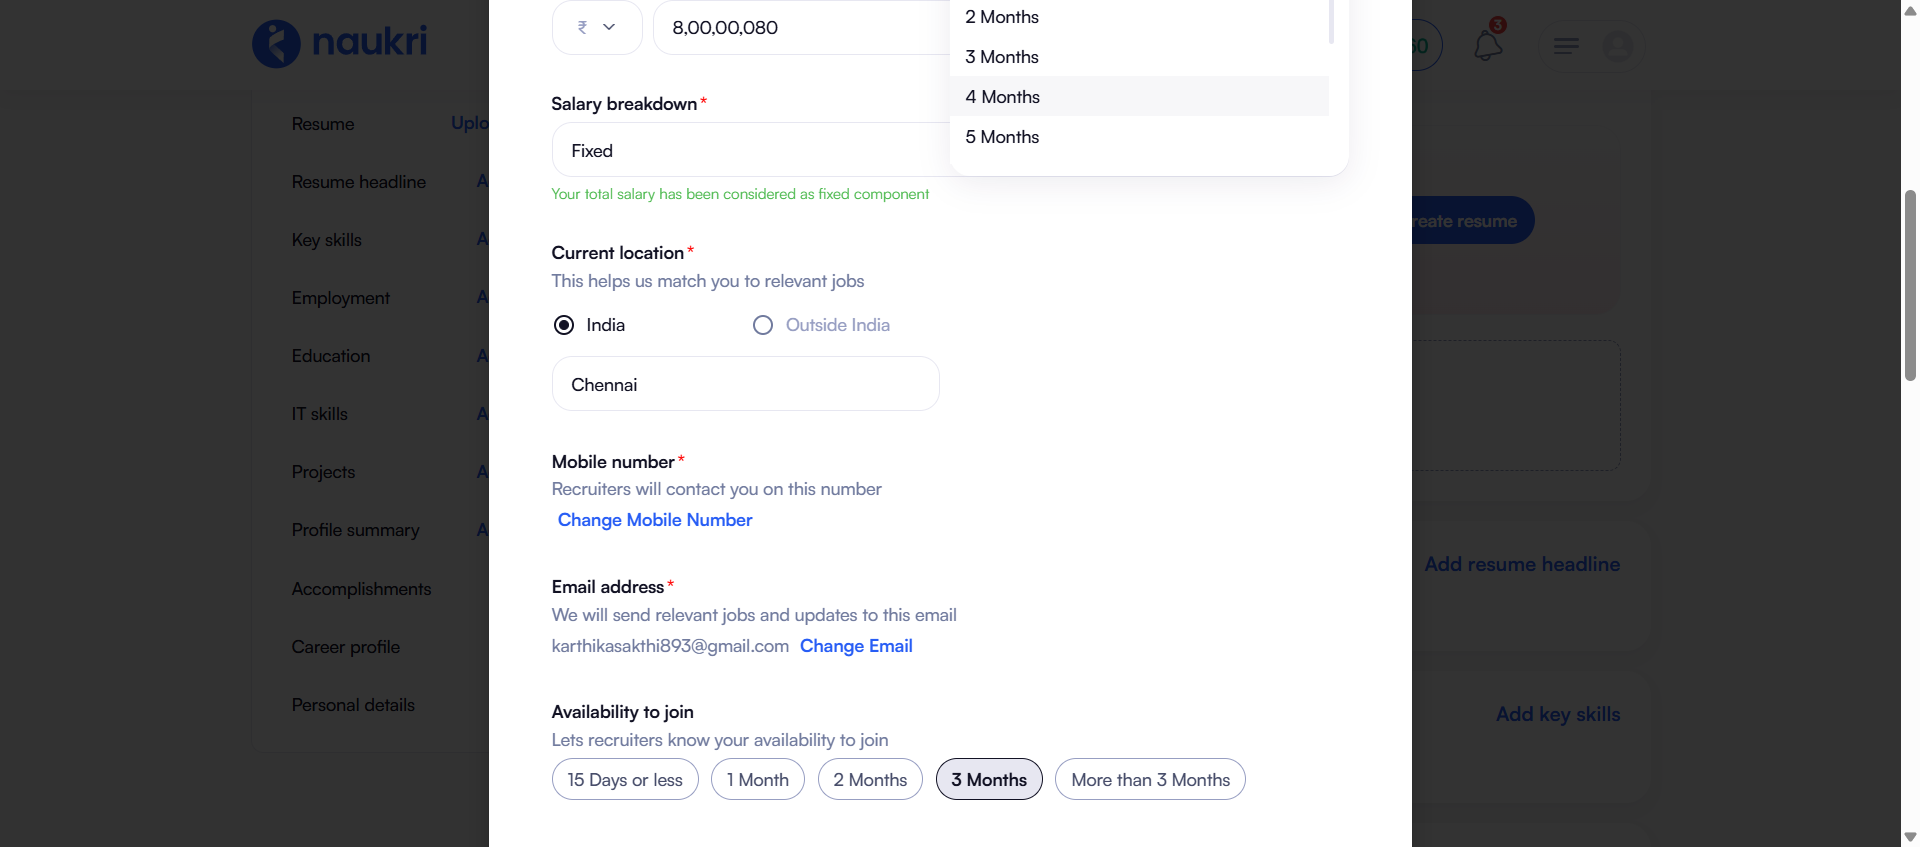 naukri
3
60
Resume
Uplo
Resume headline
A
Key skills
A
Employment
A
Education
A
IT skills
A
Projects
A
Profile summary
A
Accomplishments
Career profile
Personal details
₹
8,00,00,080
2 Months
3 Months
4 Months
5 Months
Salary breakdown*
Fixed
Your total salary has been considered as fixed component
Current location*
This helps us match you to relevant jobs
India
Outside India
Chennai
Mobile number*
Recruiters will contact you on this number
Change Mobile Number
Email address*
We will send relevant jobs and updates to this email
karthikasakthi893@gmail.com Change Email
Availability to join
Lets recruiters know your availability to join
15 Days or less
1 Month
2 Months
3 Months
More than 3 Months
reate resume
Add resume headline
Add key skills